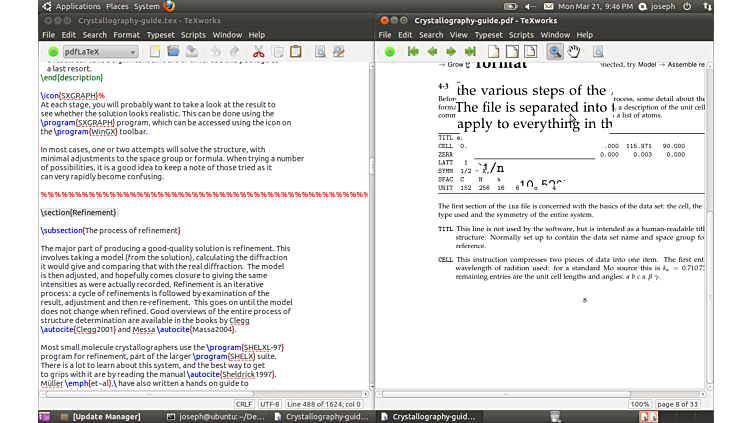 Applications Places System
Mon Mar 21, 9:46 PM joseph
Crystallography-guide.tex - TeXworks
File Edit Search Format Typeset Scripts Window Help
pdfLaTeX
a last resort.
\end{description}
\icon{SXGRAPH}%
At each stage, you will probably want to take a look at the result to
see whether the solution looks realistic. This can be done using the
\program{SXGRAPH} program, which can be accessed using the icon on
the \program{WinGX} toolbar.
In most cases, one or two attempts will solve the structure, with
minimal adjustments to the space group or formula. When trying a number
of possibilities, it is a good idea to keep a note of those tried as it
can very rapidly become confusing.
\section{Refinement}
\subsection{The process of refinement}
The major part of producing a good-quality solution is refinement. This
involves taking a model (from the solution), calculating the diffraction
it would give and comparing that with the real diffraction. The model
is then adjusted, and hopefully comes closure to giving the same
intensities as were actually recorded. Refinement is an iterative
process: a cycle of refinements is followed by examination of the
result, adjustment and then re-refinement. This goes on until the model
does not change when refined. Good overviews of the entire process of
structure determination are available in the books by Clegg
\autocite{Clegg2001} and Messa \autocite{Massa2004}.
Most small molecule crystallographers use the \program{SHELXL-97}
program for refinement, part of the larger \program{SHELX} suite.
There is a lot to learn about this system, and the best way to
to grips with it are by reading the manual \autocite{Sheldrick1997}.
Müller \emph{et~al}.\ have also written a hands on guide to
CRLF UTF-8 Line 488 of 1624; col 0
Crystallography-guide.pdf - TeXworks
File Edit Search View Typeset Scripts Window Help
→ Grow format nected, try Model → Assemble re
4.3 the various steps of the
Before rocess, some detail about the
forma The file is separated into a description of the unit cell
comm apply to everything in th a list of atoms.
TITL
CELL 0. .000 115.971 90.000
ZERR 0.000 0.003 0.000
LATT 1
SYMM 1/2 - 1/n
SFAC C H
UNIT 152 256 16 6
The first section of the ins file is concerned with the basics of the data set: the cell, the
type used and the symmetry of the entire system.
TITL This line is not used by the software, but is intended as a human-readable titl
structure. Normally set up to contain the data set name and space group fo
reference.
CELL This instruction compresses two pieces of data into one item. The first ent
wavelength of radition used: for a standard Mo source this is kα = 0.7107
remaining entries are the unit cell lengths and angles: a b c α β γ.
8
100% page 8 of 33
[Update Manager] joseph@ubuntu: ~/De... Crystallography-guid... Crystallography-guid...